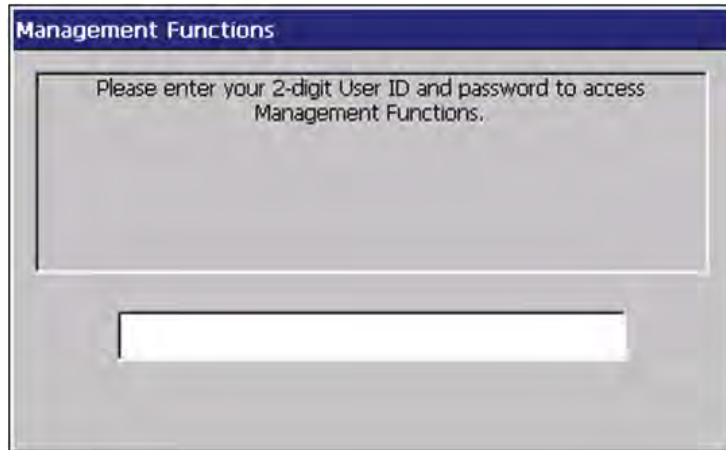 Management Functions
Please enter your 2-digit User ID and password to access
Management Functions.